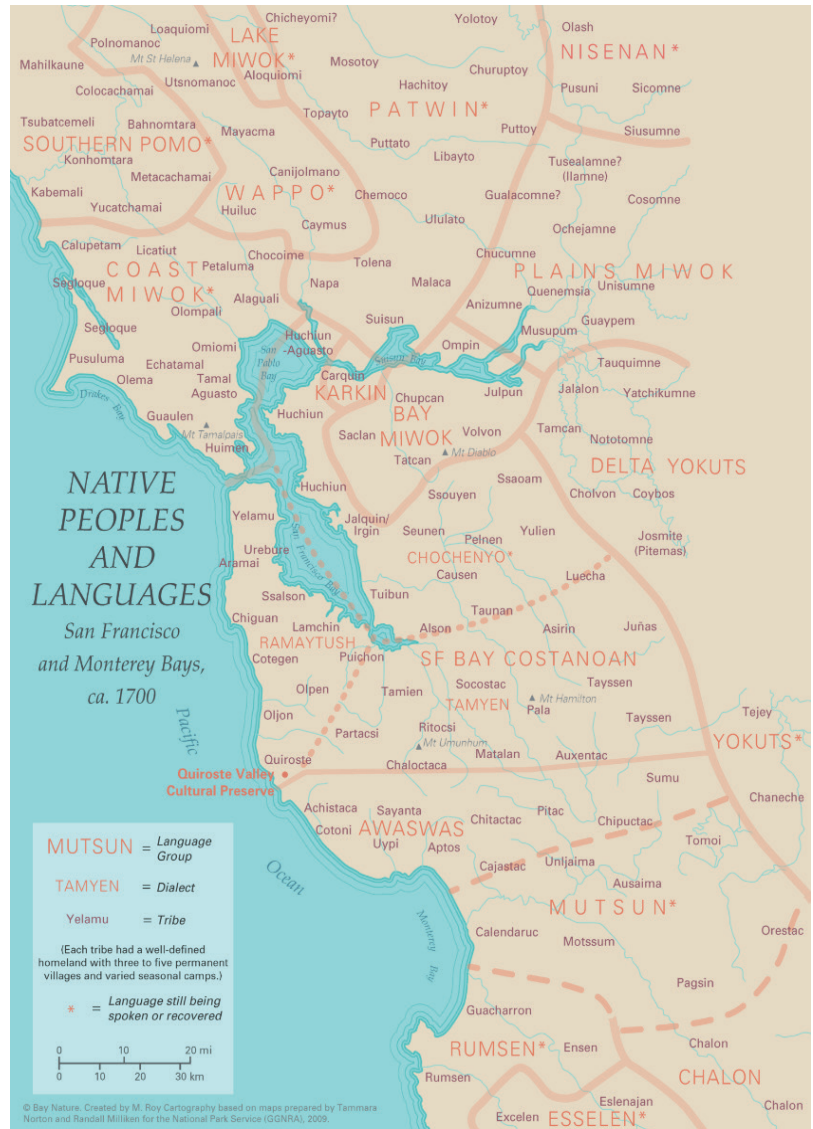 Chicheyomi?
Yolotoy
Loaquiomi
LAKE
MIWOK*
Olash
Polnomanoc
Mt St Helena
NISENAN*
Mahilkaune
Mosotoy
Churuptoy
Utsnomanoc
Aloquiomi
Hachitoy
Pusuni
Sicomne
Colocachamai
PATWIN*
Topayto
Tsubatcemeli
Bahnomtara
Mayacma
Puttoy
Siusumne
SOUTHERN POMO*
Puttato
Konhomtara
Libayto
Tusealamne?
(Ilamne)
Metacachamai
Canijolmano
Kabemali
WAPPO*
Chemoco
Gualacomne?
Cosomne
Yucatchamai
Huiluc
Ululato
Caymus
Ochejamne
Calupetam
Licatiut
Chocoime
Chucumne
COAST
MIWOK*
Petaluma
Tolena
PLAINS MIWOK
Segloque
Napa
Malaca
Quenemsia
Unisumne
Alaguali
Anizumne
Olompali
Suisun
Guaypem
Segloque
Huchiun
-Aguasto
Musupum
Omiomi
San
Pablo
Bay
Suisun Bay
Ompin
Pusuluma
Echatamal
Tauquimne
Olema
Tamal
Aguasto
Carquin
KARKIN
Julpun
Jalalon
Yatchikumne
Drakes Bay
Chupcan
Guaulen
Huchiun
BAY
MIWOK
Mt Tamalpais
Saclan
Volvon
Tamcan
Nototomne
Huimen
Mt Diablo
Tatcan
DELTA YOKUTS
NATIVE
PEOPLES
AND
LANGUAGES
San Francisco
and Monterey Bays,
ca. 1700
Huchiun
Ssaoam
Ssouyen
Cholvon
Coybos
Yelamu
Jalquin/
Irgin
Seunen
Yulien
Josmite
(Pitemas)
San Francisco Bay
Pelnen
Urebure
CHOCHENYO*
Aramai
Causen
Luecha
Ssalson
Tuibun
Taunan
Chiguan
Lamchin
Alson
Asirin
Juñas
RAMAYTUSH
Cotegen
Puichon
SF BAY COSTANOAN
Olpen
Tamien
Socostac
Tayssen
TAMYEN
Mt Hamilton
Pala
Oljon
Tejey
Pacific
Partacsi
Ritocsi
Tayssen
Mt Umunhum
YOKUTS*
Quiroste
Chaloctaca
Matalan
Auxentac
Quiroste Valley
Cultural Preserve
Sumu
Chaneche
Achistaca
Sayanta
Pitac
Cotoni
AWASWAS
Chitactac
Chipuctac
Uypi
Aptos
Tomoi
Ocean
Cajastac
Unljaima
Ausaima
MUTSUN*
Monterey
Bay
Calendaruc
Motssum
Orestac
Pagsin
Guacharron
RUMSEN*
Ensen
Chalon
Rumsen
CHALON
Eslenajan
Chalon
Excelen
ESSELEN*
MUTSUN = Language
Group
TAMYEN = Dialect
Yelamu = Tribe
(Each tribe had a well-defined
homeland with three to five permanent
villages and varied seasonal camps.)
* = Language still being
spoken or recovered
0 10 20 mi
0 10 20 30 km
© Bay Nature. Created by M. Roy Cartography based on maps prepared by Tammara
Norton and Randall Milliken for the National Park Service (GGNRA), 2009.